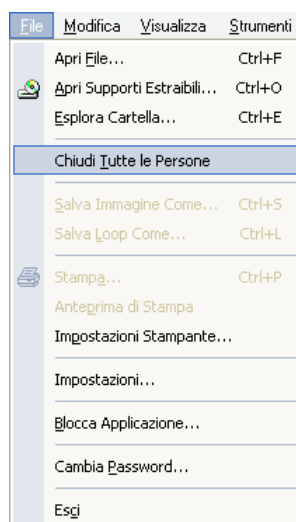 File Modifica Visualizza Strumenti
Apri File... Ctrl+F
Apri Supporti Estraibili... Ctrl+O
Esplora Cartella... Ctrl+E
Chiudi Tutte le Persone
Salva Immagine Come... Ctrl+S
Salva Loop Come... Ctrl+L
Stampa... Ctrl+P
Anteprima di Stampa
Impostazioni Stampante...
Impostazioni...
Blocca Applicazione...
Cambia Password...
Esci